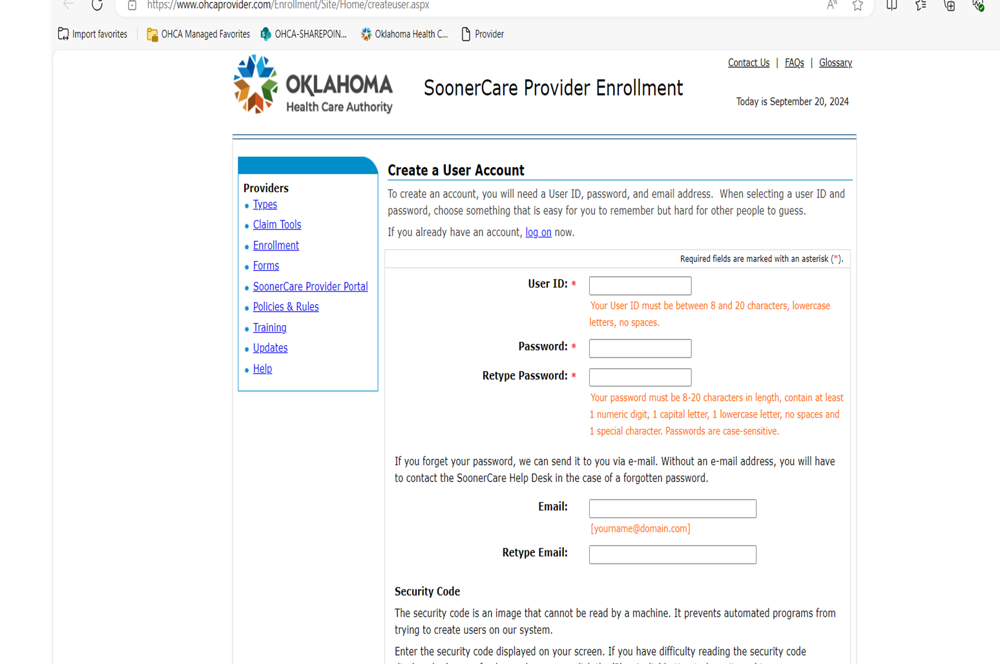 https://www.ohcaprovider.com/Enrollment/Site/Home/createuser.aspx
Import favorites OHCA Managed Favorites OHCA-SHAREPOIN... Oklahoma Health C... Provider
Contact Us | FAQs | Glossary
OKLAHOMA
Health Care Authority
SoonerCare Provider Enrollment
Today is September 20, 2024
Providers
Types
Claim Tools
Enrollment
Forms
SoonerCare Provider Portal
Policies & Rules
Training
Updates
Help
Create a User Account
To create an account, you will need a User ID, password, and email address. When selecting a user ID and
password, choose something that is easy for you to remember but hard for other people to guess.
If you already have an account, log on now.
Required fields are marked with an asterisk (*).
User ID: *
Your User ID must be between 8 and 20 characters, lowercase
letters, no spaces.
Password: *
Retype Password: *
Your password must be 8-20 characters in length, contain at least
1 numeric digit, 1 capital letter, 1 lowercase letter, no spaces and
1 special character. Passwords are case-sensitive.
If you forget your password, we can send it to you via e-mail. Without an e-mail address, you will have
to contact the SoonerCare Help Desk in the case of a forgotten password.
Email:
[yourname@domain.com]
Retype Email:
Security Code
The security code is an image that cannot be read by a machine. It prevents automated programs from
trying to create users on our system.
Enter the security code displayed on your screen. If you have difficulty reading the security code